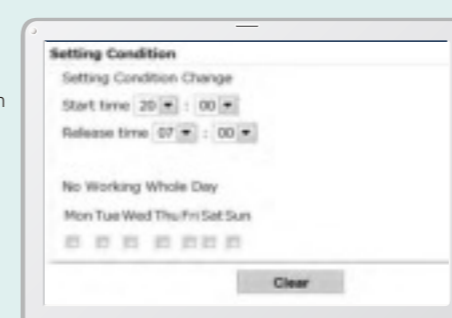 n
Setting Condition
Setting Condition Change
Start time 20 : 00
Release time 07 : 00
No Working Whole Day
Mon Tue Wed Thu Fri Sat Sun
Clear